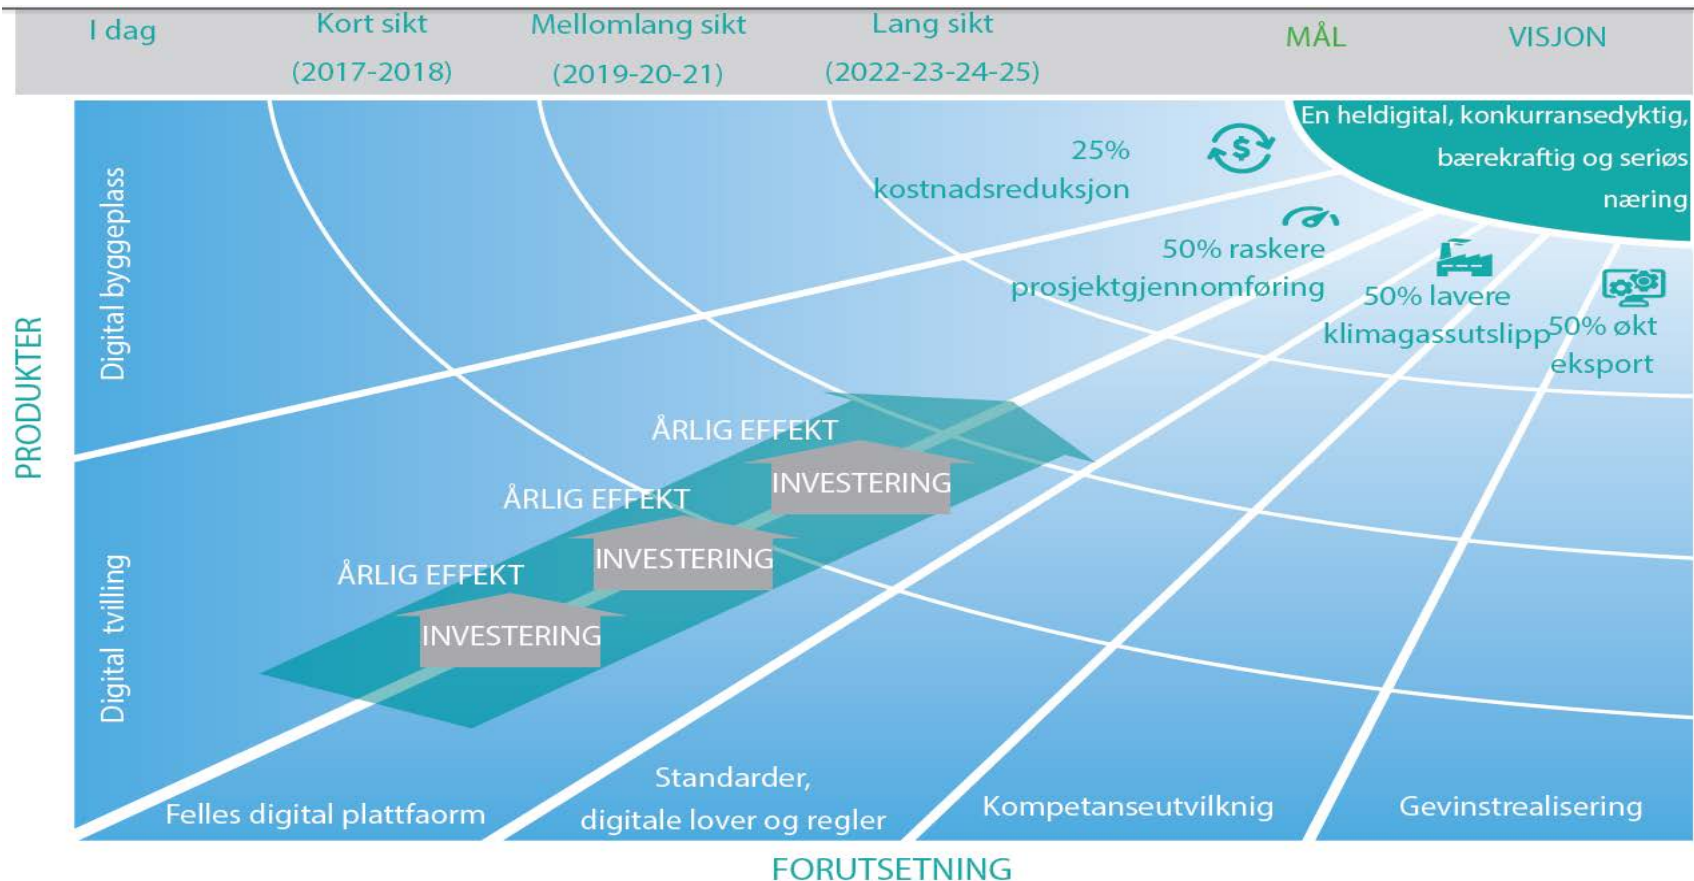 I dag
Kort sikt
(2017-2018)
Mellomlang sikt
(2019-20-21)
Lang sikt
(2022-23-24-25)
MÅL
VISJON
En heldigital, konkurransedyktig,
bærekraftig og seriøs
næring
25%
kostnadsreduksjon
50% raskere
prosjektgjennomføring
50% lavere
klimagassutslipp
50% økt
eksport
PRODUKTER
Digital byggeplass
Digital tvilling
ÅRLIG EFFEKT
INVESTERING
ÅRLIG EFFEKT
INVESTERING
ÅRLIG EFFEKT
INVESTERING
Felles digital plattfaorm
Standarder,
digitale lover og regler
Kompetanseutvilknig
Gevinstrealisering
FORUTSETNING